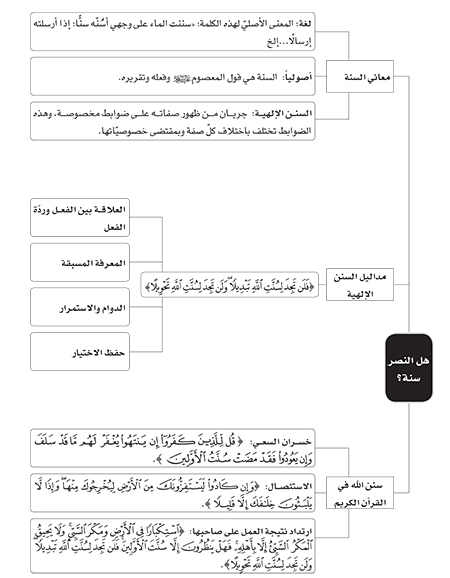 هل النصر
سنة؟
معاني السنة
لغة: المعنى الأصليّ لهذه الكلمة: «سننت الماء على وجهي أسُنّه سنًّا: إذا أرسلته
إرسالًا...إلخ
أصولياً: السنة هي قول المعصوم ﷺ وفعله وتقريره.
السنن الإلهية: جريان من ظهور صفاته على ضوابط مخصوصة، وهذه
الضوابط تختلف باختلاف كلّ صفة وبمقتضى خصوصيّاتها.
مداليل السنن
الإلهية
﴿فَلَن تَجِدَ لِسُنَّتِ ٱللَّهِ تَبۡدِيلٗاۖ وَلَن تَجِدَ لِسُنَّتِ ٱللَّهِ تَحۡوِيلًا﴾
العلاقة بين الفعل وردّة
الفعل
المعرفة المسبقة
الدوام والاستمرار
حفظ الاختيار
سنن الله في
القرآن الكريم
خسران السعي: ﴿قُل لِّلَّذِينَ كَفَرُوٓاْ إِن يَنتَهُواْ يُغۡفَرۡ لَهُم مَّا قَدۡ سَلَفَ
وَإِن يَعُودُواْ فَقَدۡ مَضَتۡ سُنَّتُ ٱلۡأَوَّلِينَ﴾.
الاستئصال: ﴿وَإِن كَادُواْ لَيَسۡتَفِزُّونَكَ مِنَ ٱلۡأَرۡضِ لِيُخۡرِجُوكَ مِنۡهَاۖ وَإِذٗا لَّا
يَلۡبَثُونَ خِلَٰفَكَ إِلَّا قَلِيلٗا﴾.
ارتداد نتيجة العمل على صاحبها: ﴿ٱسۡتِكۡبَارٗا فِي ٱلۡأَرۡضِ وَمَكۡرَ ٱلسَّيِّيِٕۚ وَلَا يَحِيقُ
ٱلۡمَكۡرُ ٱلسَّيِّئُ إِلَّا بِأَهۡلِهِۦۚ فَهَلۡ يَنظُرُونَ إِلَّا سُنَّتَ ٱلۡأَوَّلِينَۚ فَلَن تَجِدَ لِسُنَّتِ ٱللَّهِ تَبۡدِيلٗاۖ
وَلَن تَجِدَ لِسُنَّتِ ٱللَّهِ تَحۡوِيلًا﴾.